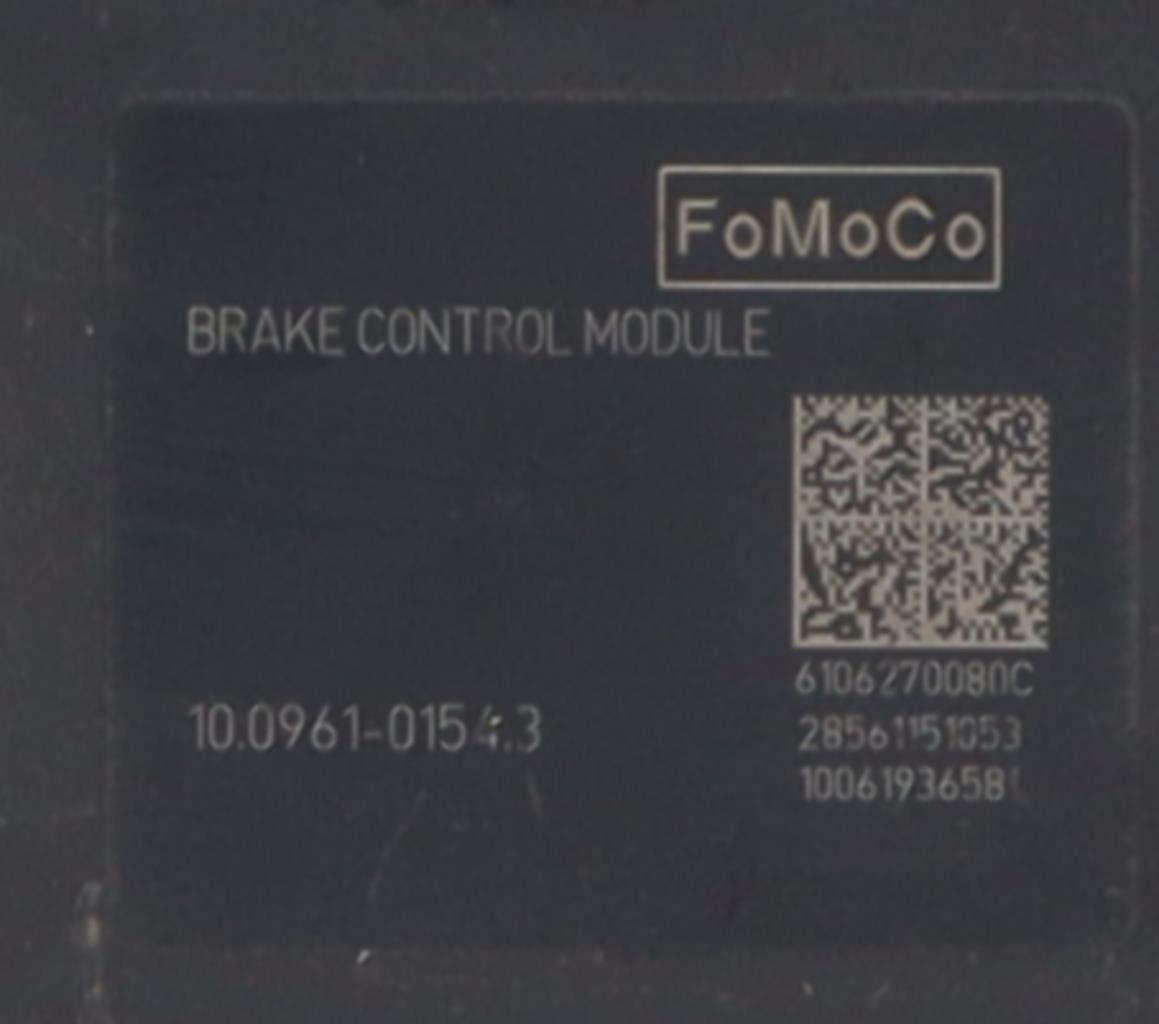 FoMoCo
BRAKE CONTROL MODULE
6106270080C
10.0961-0154.3
28561151053